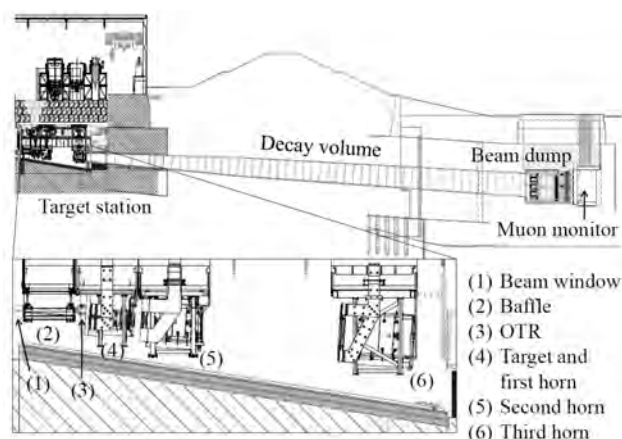 Decay volume
Beam dump
Target station
Muon monitor
(1) Beam window
(2) Baffle
(3) OTR
(4) Target and
first horn
(5) Second horn
(6) Third horn
(2)
(4)
(5)
(1)
(3)
(6)